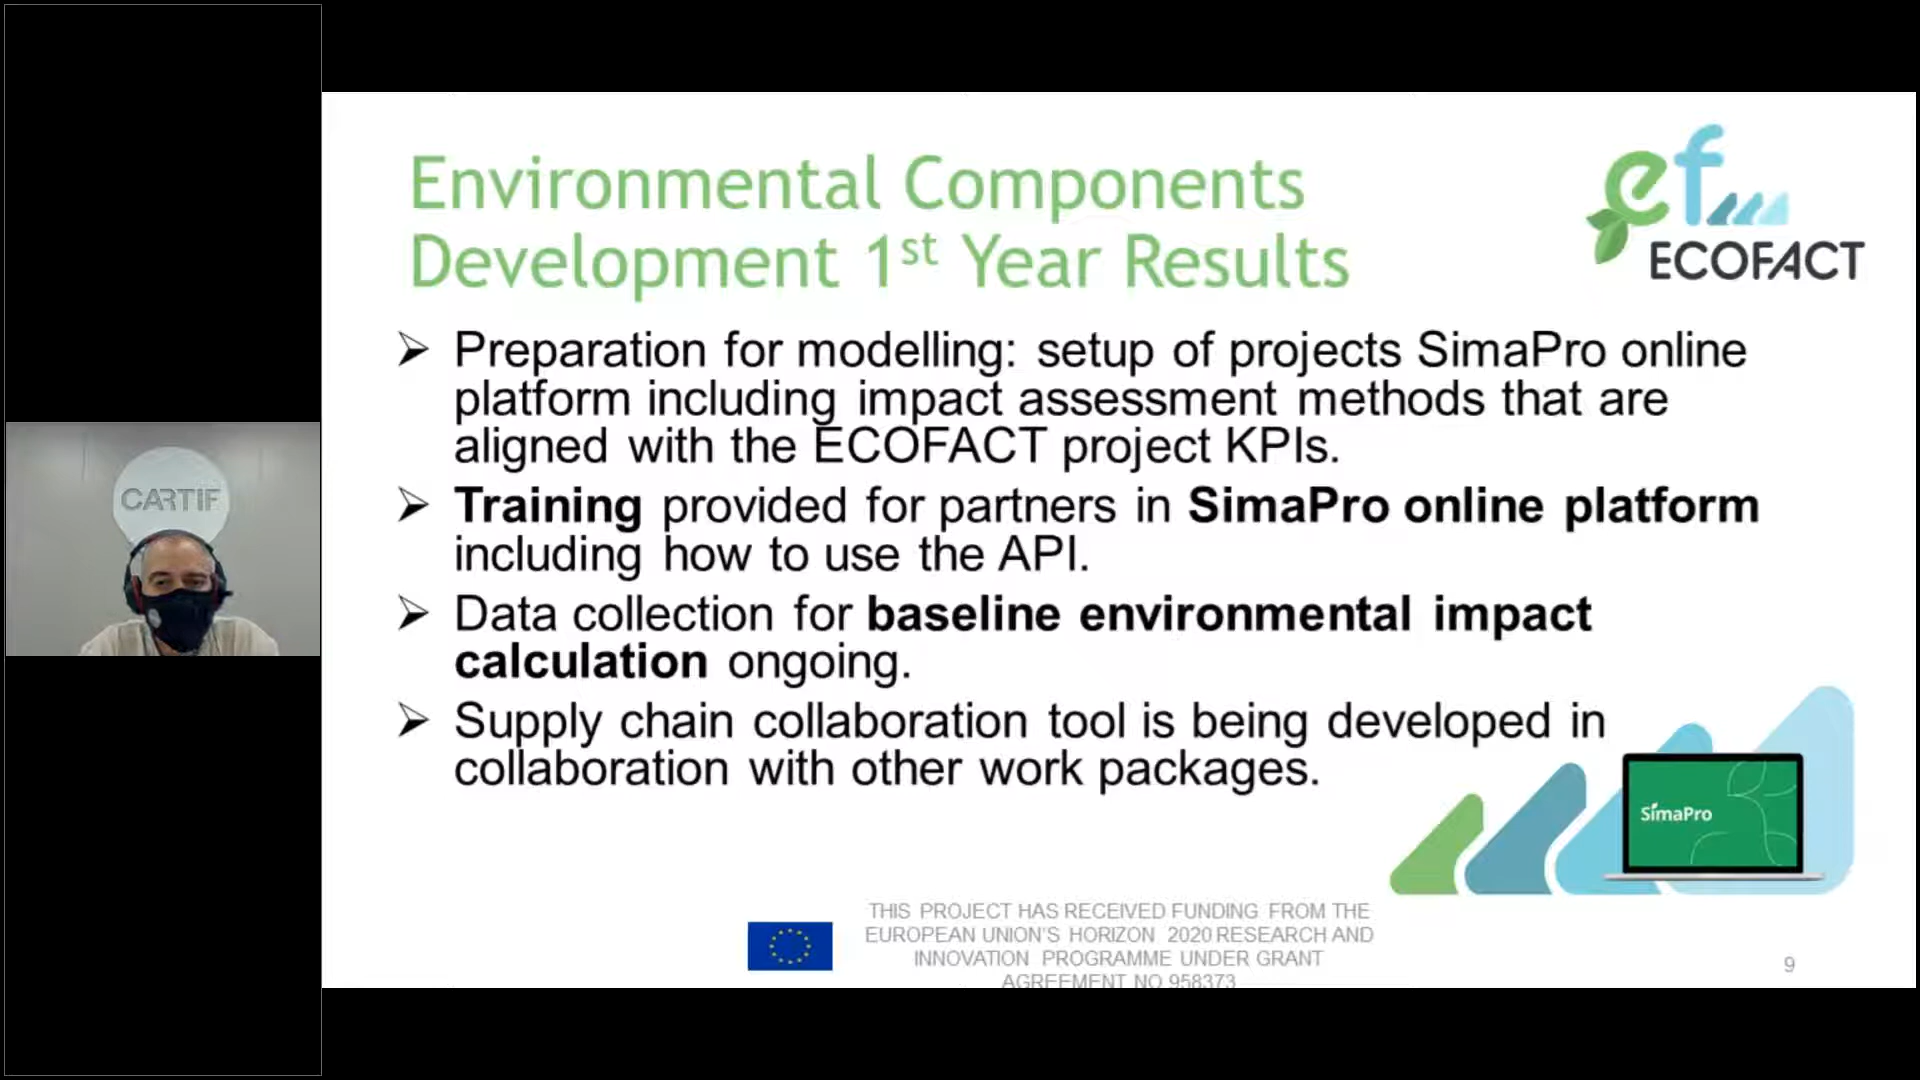 CARTIF
Environmental Components
Development 1st Year Results
ef
ECOFACT
➢ Preparation for modelling: setup of projects SimaPro online
platform including impact assessment methods that are
aligned with the ECOFACT project KPIs.
➢ Training provided for partners in SimaPro online platform
including how to use the API.
➢ Data collection for baseline environmental impact
calculation ongoing.
➢ Supply chain collaboration tool is being developed in
collaboration with other work packages.
SimaPro
THIS PROJECT HAS RECEIVED FUNDING FROM THE
EUROPEAN UNION'S HORIZON 2020 RESEARCH AND
INNOVATION PROGRAMME UNDER GRANT
AGREEMENT NO 958373
9